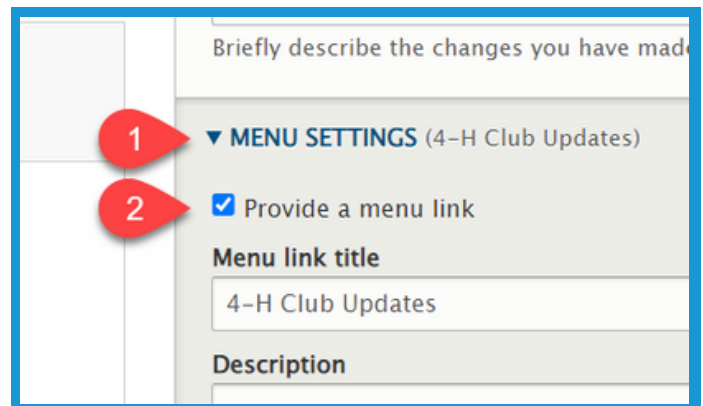 Briefly describe the changes you have made
1
▼ MENU SETTINGS (4-H Club Updates)
2
Provide a menu link
Menu link title
4-H Club Updates
Description